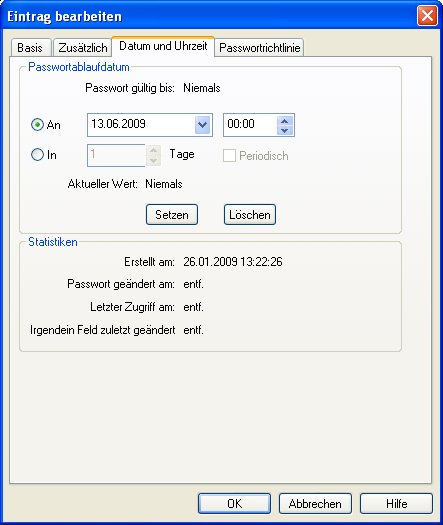 Eintrag bearbeiten
Basis Zusätzlich Datum und Uhrzeit Passwortrichtlinie
Passwortablaufdatum
Passwort gültig bis: Niemals
An 13.06.2009 00:00
In 1 Tage Periodisch
Aktueller Wert: Niemals
Setzen Löschen
Statistiken
Erstellt am: 26.01.2009 13:22:26
Passwort geändert am: entf.
Letzter Zugriff am: entf.
Irgendein Feld zuletzt geändert entf.
OK Abbrechen Hilfe